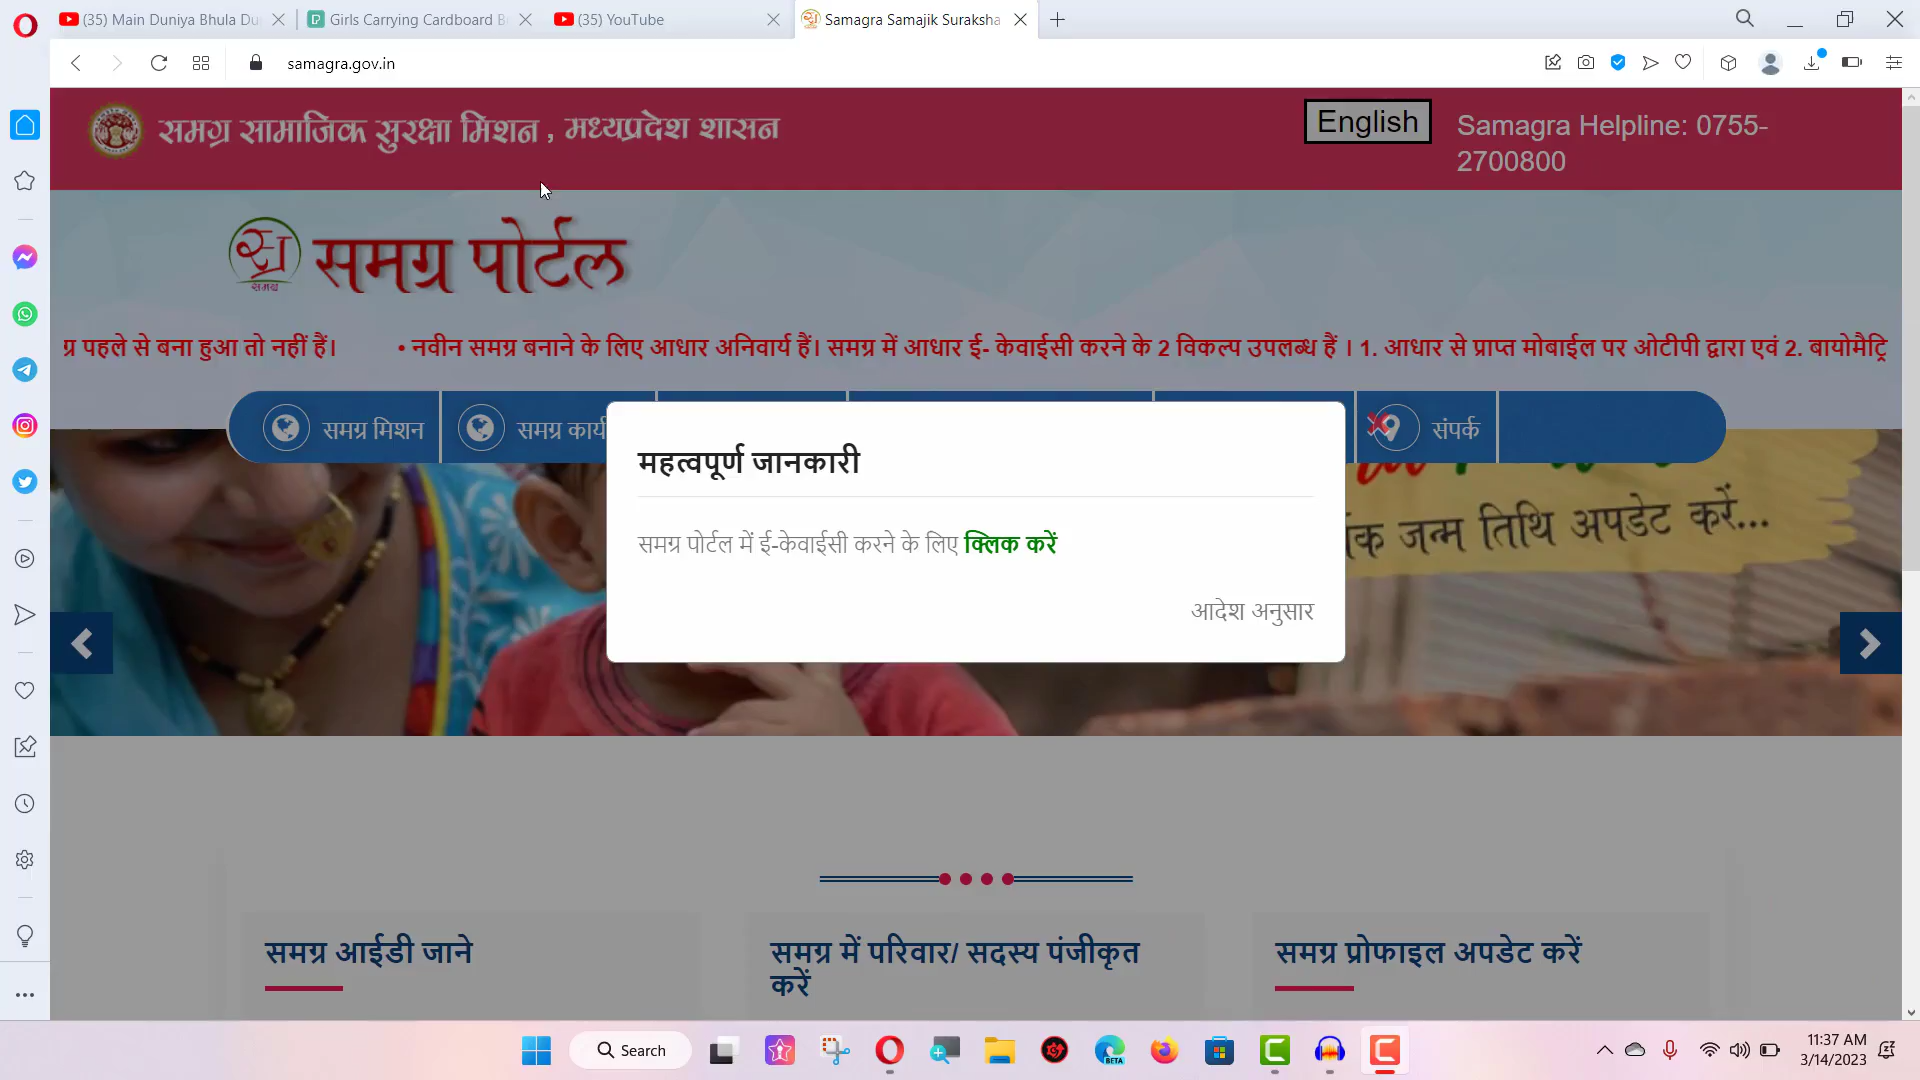 (35) Main Duniya Bhula Du
Girls Carrying Cardboard B
(35) YouTube
Samagra Samajik Suraksha
samagra.gov.in
समग्र सामाजिक सुरक्षा मिशन , मध्यप्रदेश शासन
English
Samagra Helpline: 0755-
2700800
समग्र
समग्र पोर्टल
ग्र पहले से बना हुआ तो नहीं हैं।
• नवीन समग्र बनाने के लिए आधार अनिवार्य हैं। समग्र में आधार ई- केवाईसी करने के 2 विकल्प उपलब्ध हैं । 1. आधार से प्राप्त मोबाईल पर ओटीपी द्वारा एवं 2. बायोमैट्रि
समग्र मिशन
समग्र कार्य
संपर्क
महत्वपूर्ण जानकारी
समग्र पोर्टल में ई-केवाईसी करने के लिए क्लिक करें
आदेश अनुसार
क जन्म तिथि अपडेट करें...
समग्र आईडी जाने
समग्र में परिवार/ सदस्य पंजीकृत
करें
समग्र प्रोफाइल अपडेट करें
Search
BETA
11:37 AM
3/14/2023